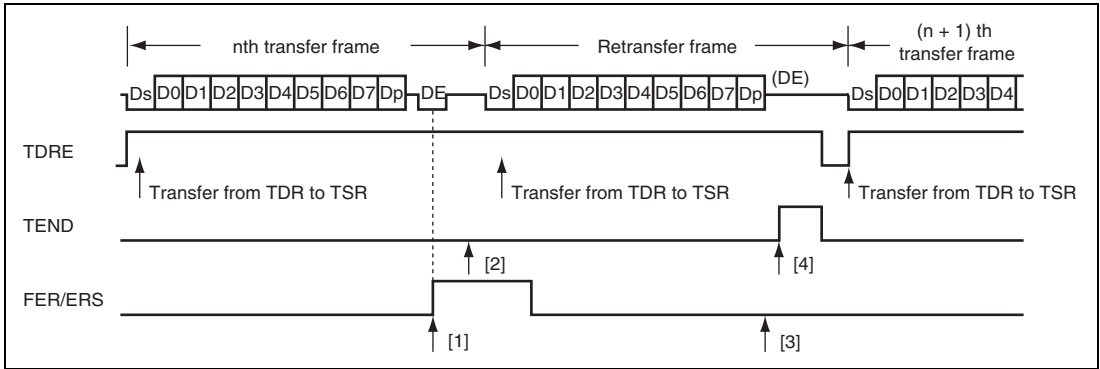 nth transfer frame
Retransfer frame
(n + 1) th
transfer frame
Ds D0 D1 D2 D3 D4 D5 D6 D7 Dp DE
Ds D0 D1 D2 D3 D4 D5 D6 D7 Dp (DE)
Ds D0 D1 D2 D3 D4
TDRE
Transfer from TDR to TSR
Transfer from TDR to TSR
Transfer from TDR to TSR
TEND
[2]
[4]
FER/ERS
[1]
[3]